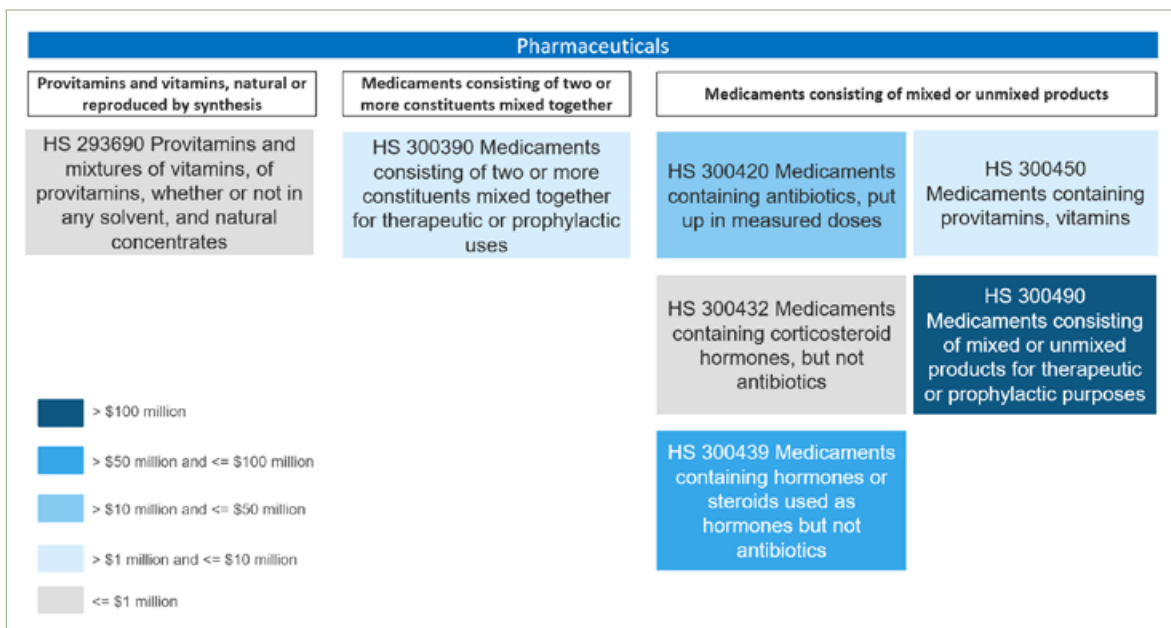 Pharmaceuticals
Provitamins and vitamins, natural or
reproduced by synthesis
Medicaments consisting of two or
more constituents mixed together
Medicaments consisting of mixed or unmixed products
HS 293690 Provitamins and
mixtures of vitamins, of
provitamins, whether or not in
any solvent, and natural
concentrates
HS 300390 Medicaments
consisting of two or more
constituents mixed together
for therapeutic or prophylactic
uses
HS 300420 Medicaments
containing antibiotics, put
up in measured doses
HS 300450
Medicaments containing
provitamins, vitamins
HS 300432 Medicaments
containing corticosteroid
hormones, but not
antibiotics
HS 300490
Medicaments consisting
of mixed or unmixed
products for therapeutic
or prophylactic purposes
HS 300439 Medicaments
containing hormones or
steroids used as
hormones but not
antibiotics
> $100 million
> $50 million and <= $100 million
> $10 million and <= $50 million
> $1 million and <= $10 million
<= $1 million